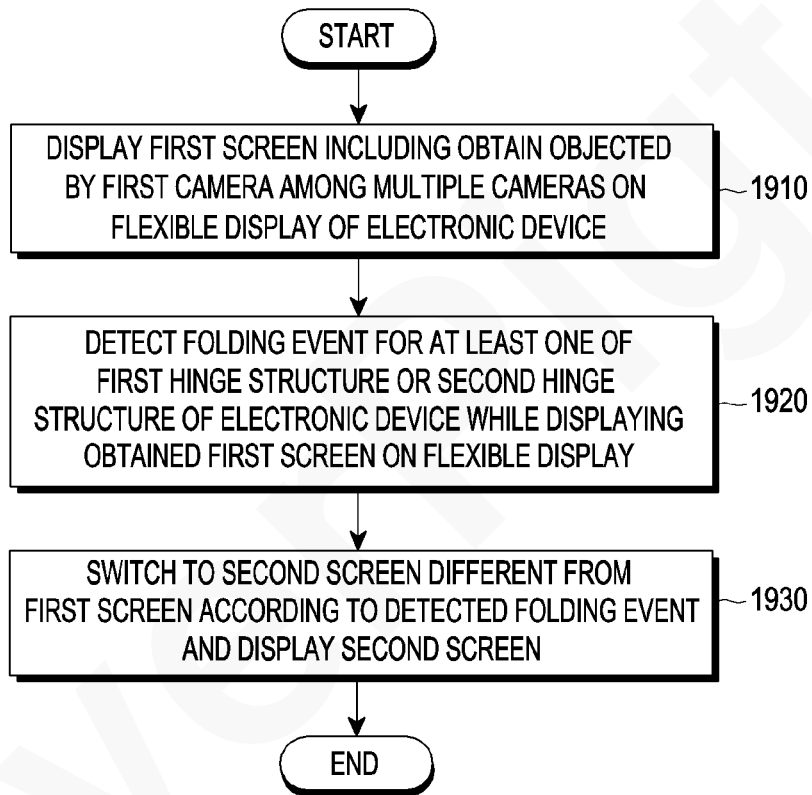 START
DISPLAY FIRST SCREEN INCLUDING OBTAIN OBJECTED
BY FIRST CAMERA AMONG MULTIPLE CAMERAS ON
FLEXIBLE DISPLAY OF ELECTRONIC DEVICE
1910
DETECT FOLDING EVENT FOR AT LEAST ONE OF
FIRST HINGE STRUCTURE OR SECOND HINGE
STRUCTURE OF ELECTRONIC DEVICE WHILE DISPLAYING
OBTAINED FIRST SCREEN ON FLEXIBLE DISPLAY
1920
SWITCH TO SECOND SCREEN DIFFERENT FROM
FIRST SCREEN ACCORDING TO DETECTED FOLDING EVENT
AND DISPLAY SECOND SCREEN
1930
END